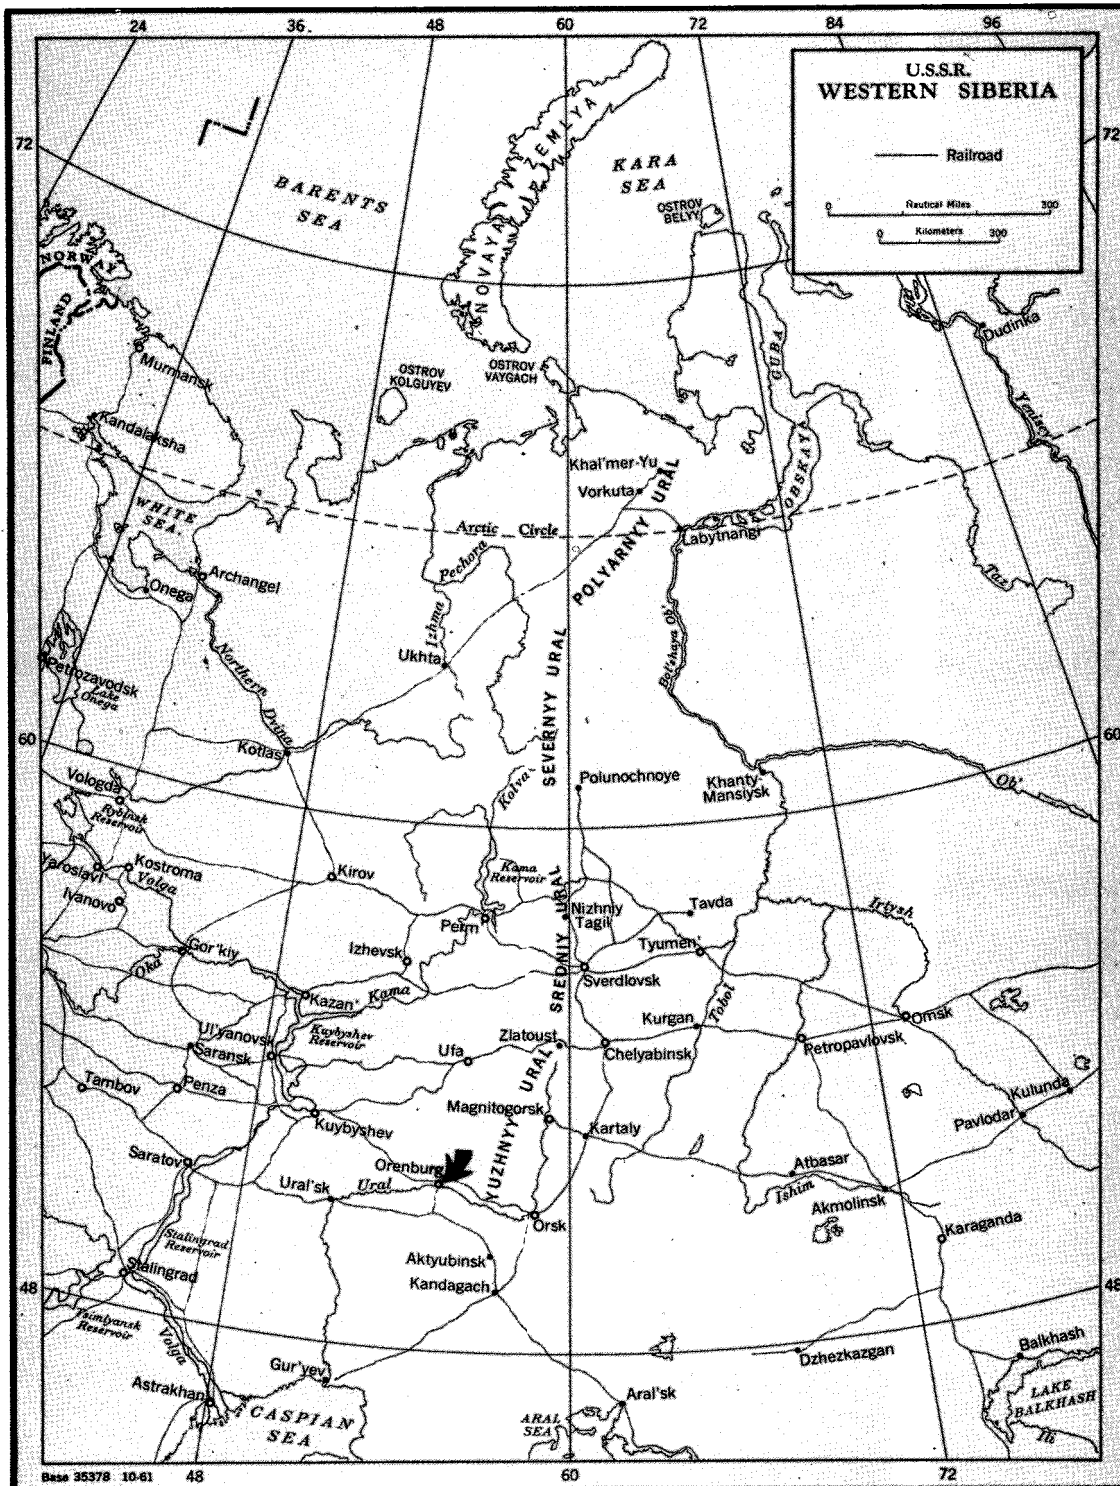 24 36. 48 60 72 84 96
U.S.S.R.
WESTERN SIBERIA
Railroad
0 Nautical Miles 300
0 Kilometers 300
72
72
BARENTS
SEA
NOVAYA ZEMLYA
KARA
SEA
OSTROV
BELYY
NORWAY
FINLAND
Murmansk
OSTROV
KOLGUYEV
OSTROV
VAYGACH
GUBA
OBSKAYA
Dudinka
Yenisey
Kandalaksha
WHITE
SEA.
Khal'mer-Yu
Vorkuta
Arctic Circle
Labytnangi
POLYARNYY URAL
Pechora
Taz
Archangel
Onega
Izhma
Ukhta
Northern
Dvina
Bol'shaya Ob'
SEVERNYY URAL
Petrozavodsk
Lake
Onega
Kotlas
60
60
Polunochnoye
Khanty-
Mansiysk
Ob'
Kolva
Vologda
Rybinsk
Reservoir
Yaroslavl
Kostroma
Volga
Ivanovo
Kirov
Kama
Reservoir
Perm
Nizhniy
Tagil
Tavda
Irtysh
SREDNIY URAL
Izhevsk
Tyumen'
Gor'kiy
Oka
Sverdlovsk
Kazan'
Kama
Tobol
Omsk
Ul'yanovsk
Kuybyshev
Reservoir
Saransk
Ufa
Zlatoust
Kurgan
Chelyabinsk
Petropavlovsk
Kulunda
Tambov
Penza
Kuybyshev
Magnitogorsk
Kartaly
Pavlodar
YUZHNYY URAL
Saratov
Orenburg
Atbasar
Ishim
Akmolinsk
Ural'sk
Ural
Orsk
Karaganda
Stalingrad
Reservoir
Stalingrad
Aktyubinsk
Kandagach
48
48
Tsimlyansk
Reservoir
Volga
Dzhezkazgan
Balkhash
Gur'yev
Astrakhan
CASPIAN
SEA
Aral'sk
ARAL
SEA
LAKE
BALKHASH
Ili
Base 35378 10-61
48 60 72